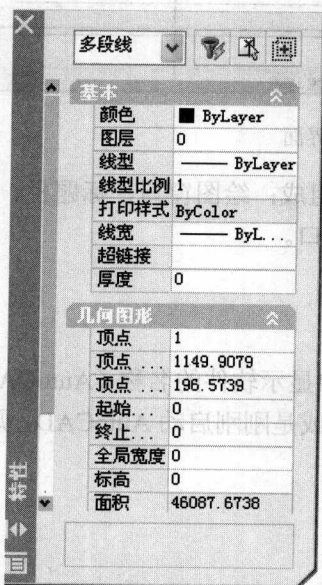 多段线
基本
颜色 ByLayer
图层 0
线型 ByLayer
线型比例 1
打印样式 ByColor
线宽 ByL...
超链接
厚度 0
几何图形
顶点 1
顶点 ... 1149.9079
顶点 ... 196.5739
起始... 0
终止... 0
全局宽度 0
标高 0
面积 46087.6738
特性